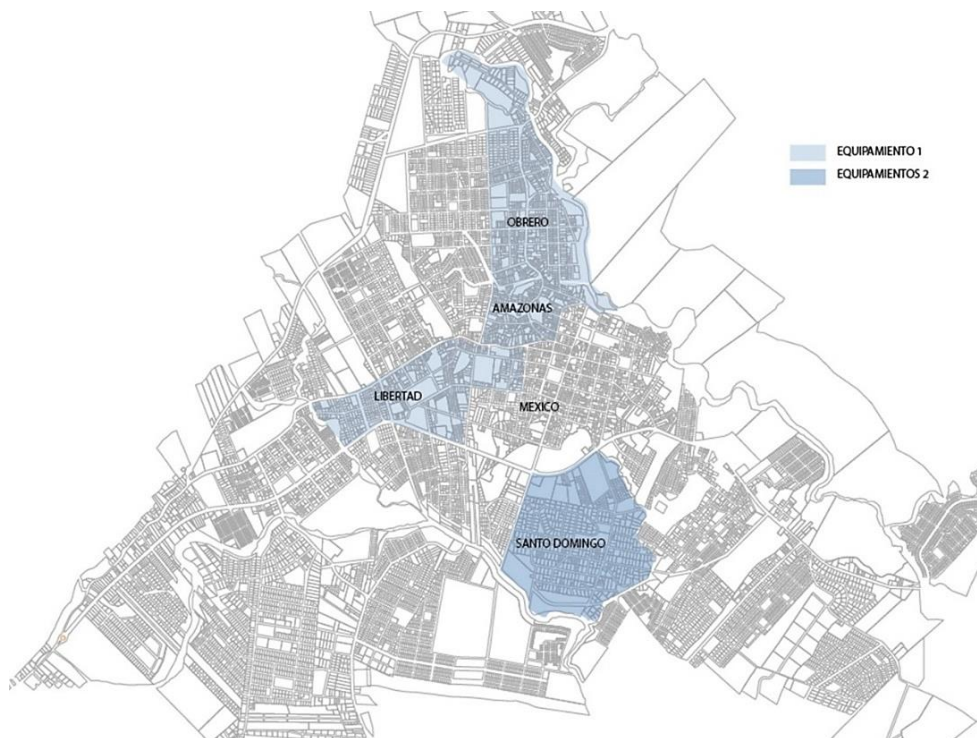 EQUIPAMIENTO 1
EQUIPAMIENTOS 2
OBRERO
AMAZONAS
LIBERTAD
MEXICO
SANTO DOMINGO